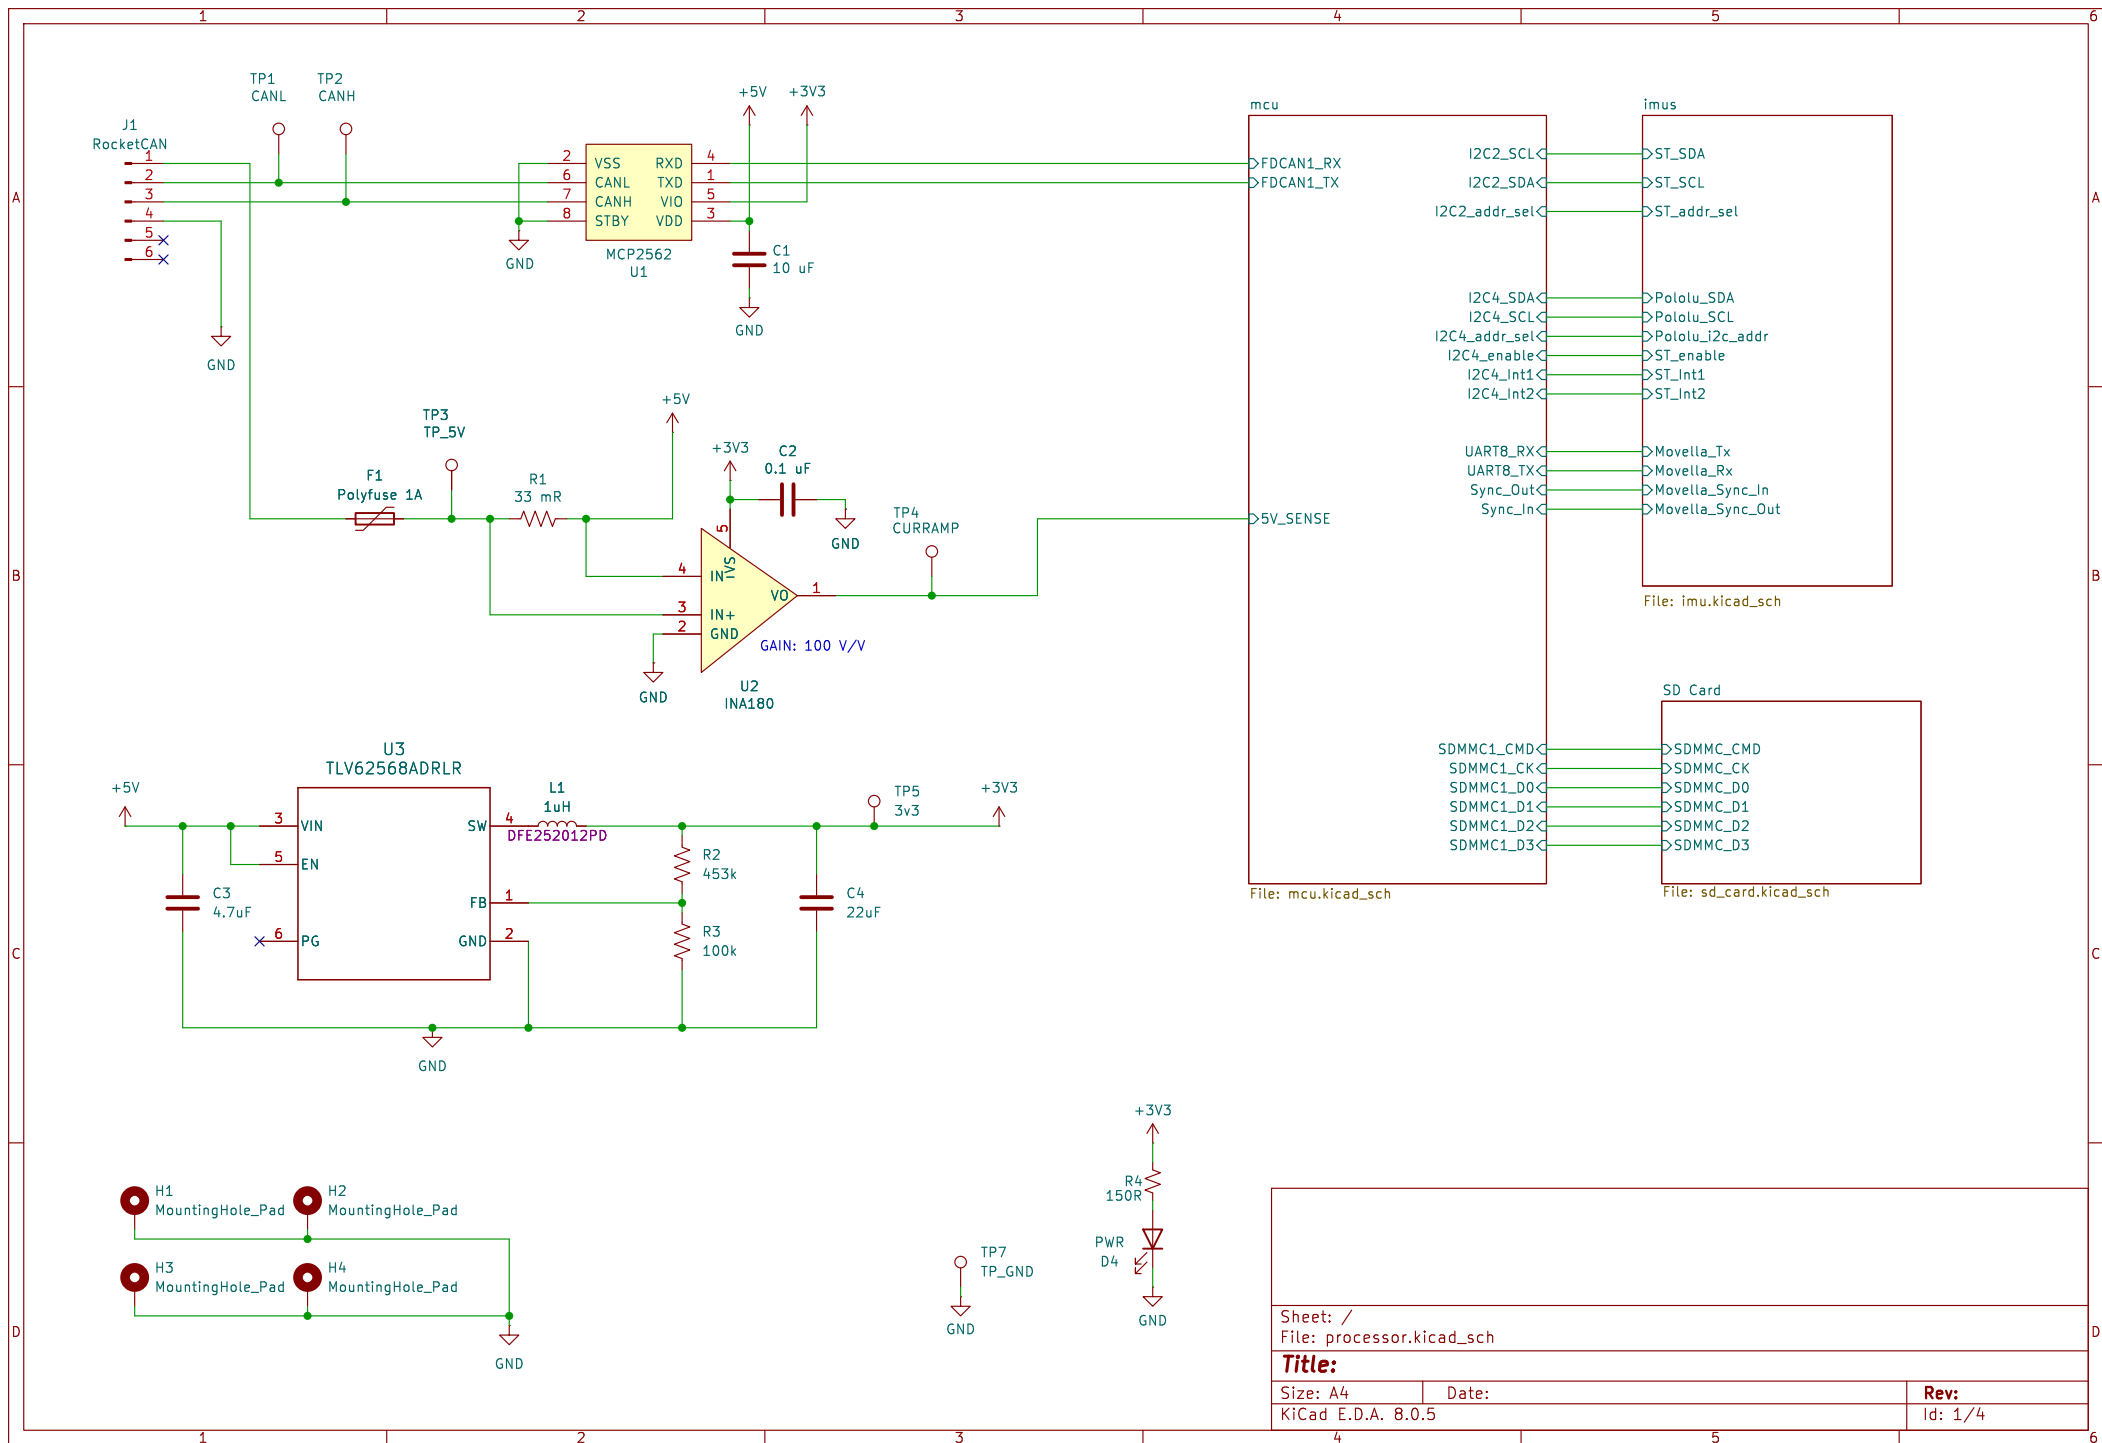 1 2 3 4 5 6
A
B
C
D
TP1
CANL
TP2
CANH
J1
RocketCAN
1
2
3
4
5
6
GND
2 VSS RXD 4
6 CANL TXD 1
7 CANH VIO 5
8 STBY VDD 3
MCP2562
U1
GND
+5V
+3V3
C1
10 uF
GND
TP3
TP_5V
F1
Polyfuse 1A
R1
33 mR
+5V
+3V3
C2
0.1 uF
GND
5
IVS
4 IN-
3 IN+
2 GND
VO 1
GAIN: 100 V/V
GND
U2
INA180
TP4
CURRAMP
mcu
FDCAN1_RX
FDCAN1_TX
5V_SENSE
I2C2_SCL
I2C2_SDA
I2C2_addr_sel
I2C4_SDA
I2C4_SCL
I2C4_addr_sel
I2C4_enable
I2C4_Int1
I2C4_Int2
UART8_RX
UART8_TX
Sync_Out
Sync_In
SDMMC1_CMD
SDMMC1_CK
SDMMC1_D0
SDMMC1_D1
SDMMC1_D2
SDMMC1_D3
File: mcu.kicad_sch
imus
ST_SDA
ST_SCL
ST_addr_sel
Pololu_SDA
Pololu_SCL
Pololu_i2c_addr
ST_enable
ST_Int1
ST_Int2
Movella_Tx
Movella_Rx
Movella_Sync_In
Movella_Sync_Out
File: imu.kicad_sch
SD Card
SDMMC_CMD
SDMMC_CK
SDMMC_D0
SDMMC_D1
SDMMC_D2
SDMMC_D3
File: sd_card.kicad_sch
U3
TLV62568ADRLR
+5V
3 VIN SW 4
5 EN
FB 1
6 PG GND 2
C3
4.7uF
L1
1uH
DFE252012PD
R2
453k
R3
100k
C4
22uF
TP5
3v3
+3V3
GND
H1
MountingHole_Pad
H2
MountingHole_Pad
H3
MountingHole_Pad
H4
MountingHole_Pad
GND
TP7
TP_GND
GND
+3V3
R4
150R
PWR
D4
GND
Sheet: /
File: processor.kicad_sch
Title:
Size: A4 Date: Rev:
KiCad E.D.A. 8.0.5 Id: 1/4
A
B
C
D
1 2 3 4 5 6